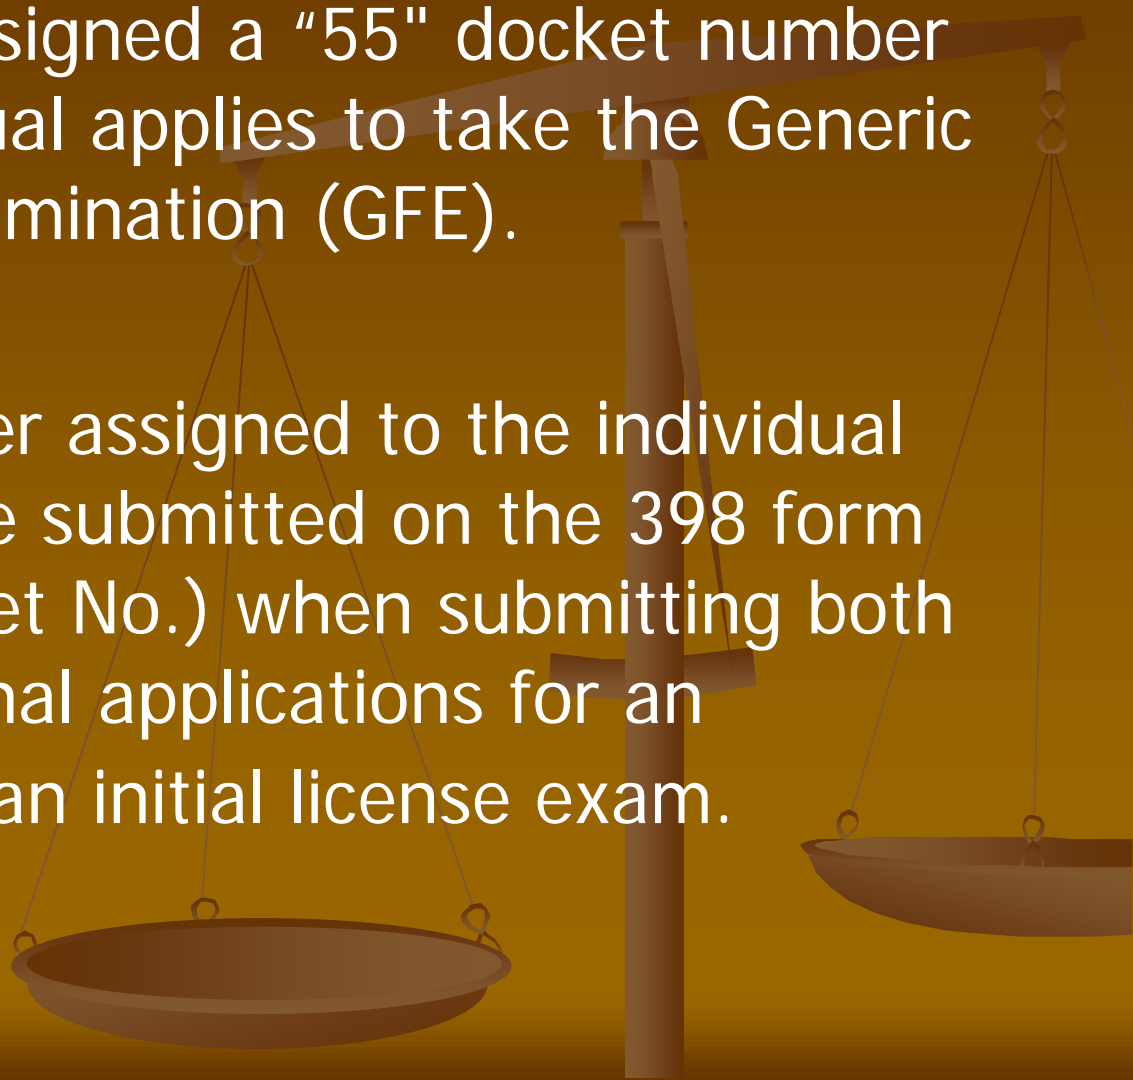 signed a “55" docket number
ual applies to take the Generic
mination (GFE).
er assigned to the individual
e submitted on the 398 form
et No.) when submitting both
nal applications for an
an initial license exam.